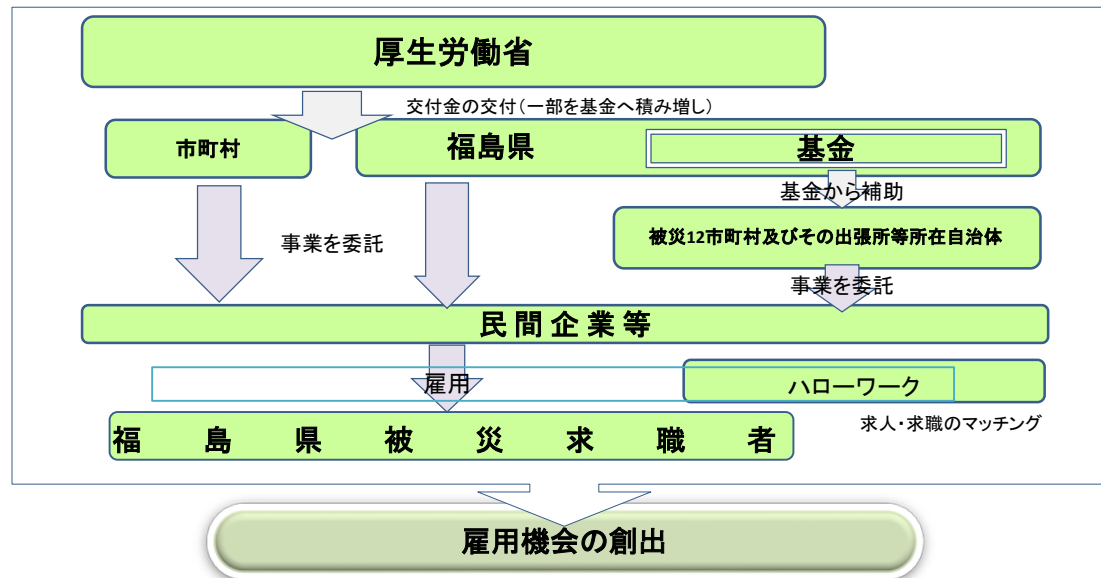 厚生労働省
交付金の交付（一部を基金へ積み増し）
市町村
福島県
基金
基金から補助
事業を委託
被災12市町村及びその出張所等所在自治体
事業を委託
民間企業等
雇用
ハローワーク
求人・求職のマッチング
福島県被災求職者
雇用機会の創出